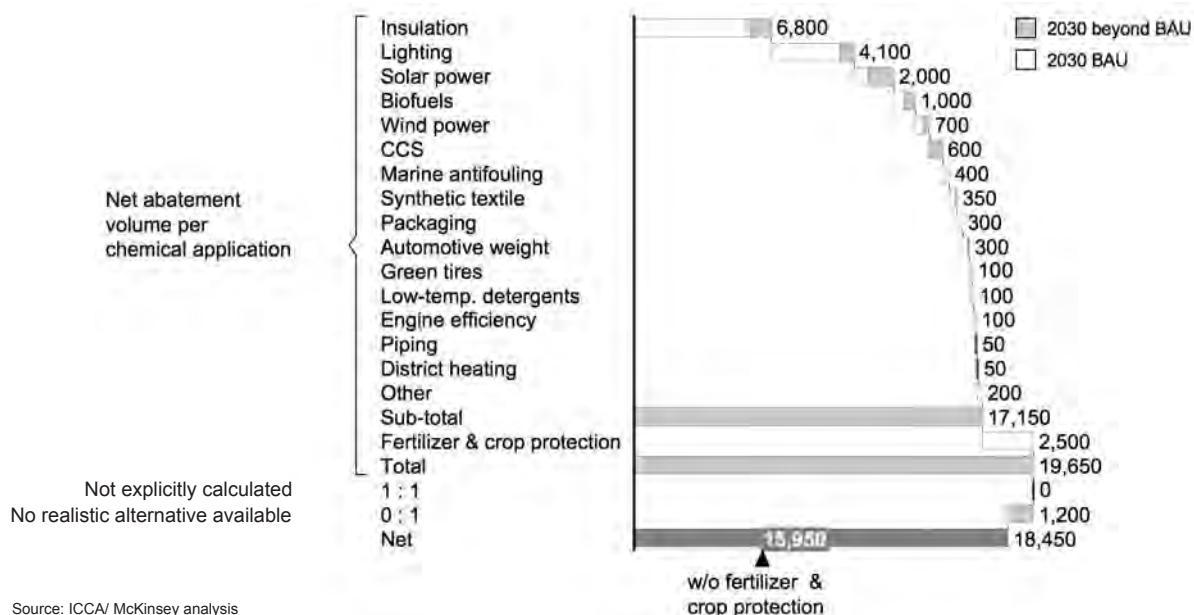 Insulation 6,800
Lighting 4,100
Solar power 2,000
Biofuels 1,000
Wind power 700
CCS 600
Marine antifouling 400
Synthetic textile 350
Packaging 300
Automotive weight 300
Green tires 100
Low-temp. detergents 100
Engine efficiency 100
Piping 50
District heating 50
Other 200
Sub-total 17,150
Fertilizer & crop protection 2,500
Total 19,650
1 : 1 0
0 : 1 1,200
Net 15,950 18,450
2030 beyond BAU
2030 BAU
Net abatement
volume per
chemical application
Not explicitly calculated
No realistic alternative available
w/o fertilizer &
crop protection
Source: ICCA/ McKinsey analysis